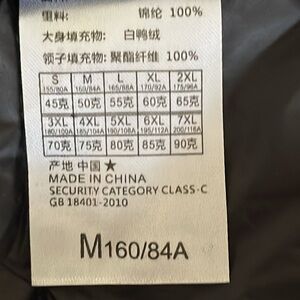 里料: 锦纶 100%
大身填充物: 白鸭绒
领子填充物: 聚酯纤维 100%
S M L XL 2XL
155/80A 160/84A 165/88A 170/92A 175/96A
45克 50克 55克 60克 65克
3XL 4XL 5XL 6XL 7XL
180/100A 185/104A 190/108A 195/112A 200/116A
70克 75克 80克 85克 90克
产地 中国 ★
MADE IN CHINA
SECURITY CATEGORY CLASS-C
GB 18401-2010
M160/84A